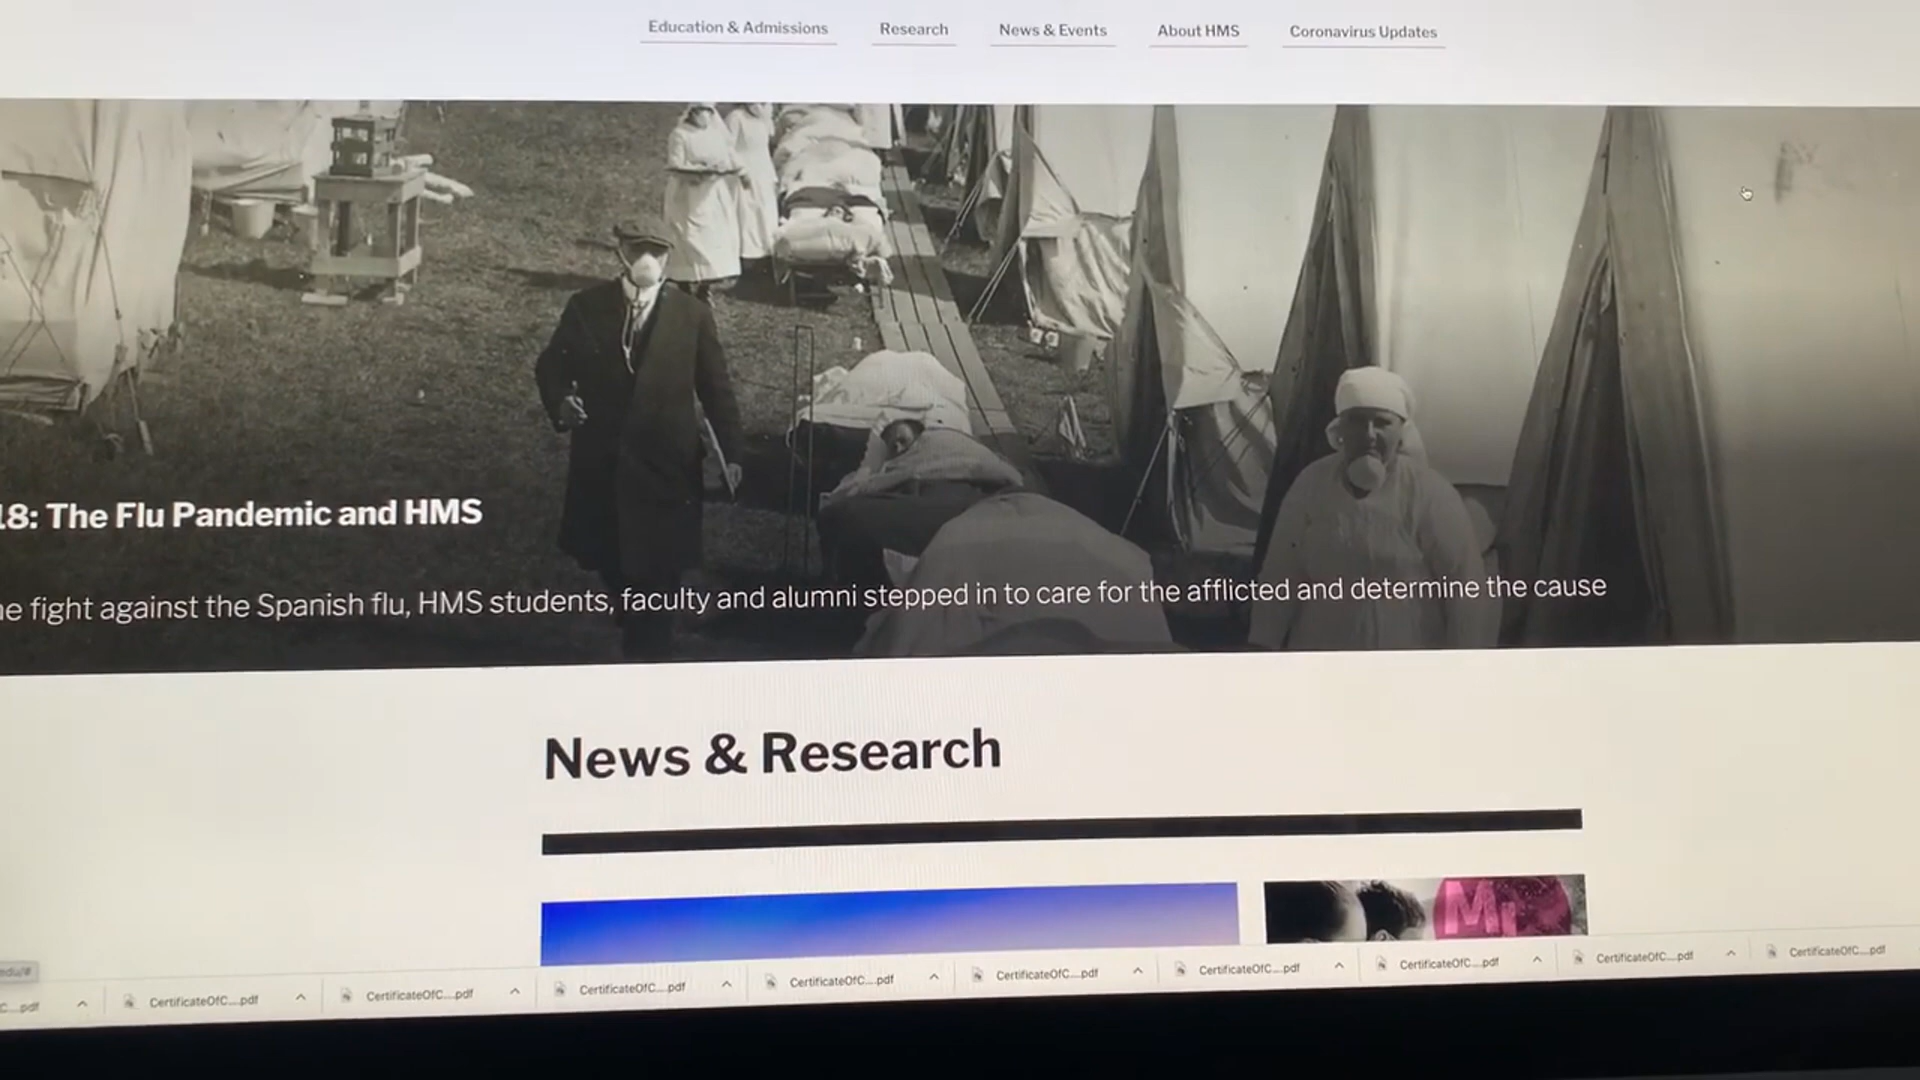 Education & Admissions
Research
News & Events
About HMS
Coronavirus Updates
18: The Flu Pandemic and HMS
fight against the Spanish flu, HMS students, faculty and alumni stepped in to care for the afflicted and determine the cause
News & Research
CertificateOfC....pdf
CertificateOfC....pdf
CertificateOfC....pdf
CertificateOfC....pdf
CertificateOfC....pdf
CertificateOfC....pdf
CertificateOfC....pdf
CertificateOfC....pdf
CertificateOfC....pdf